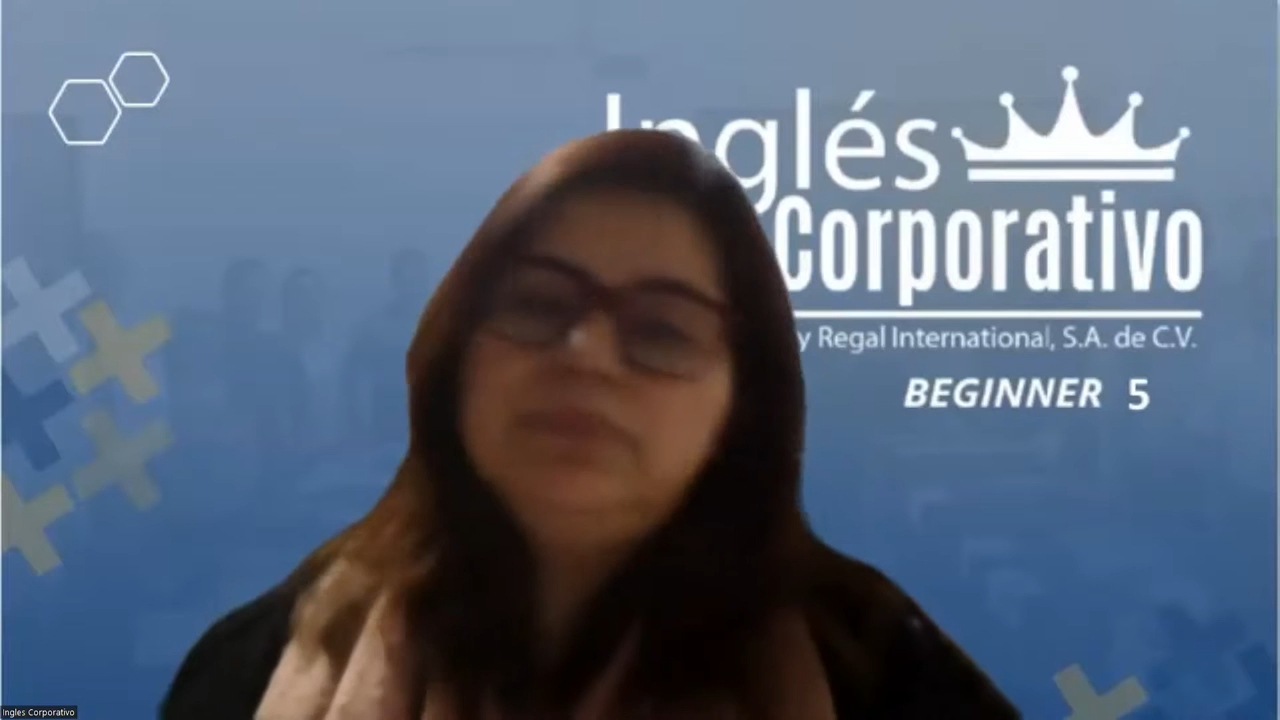 Inglés
Corporativo
y Regal International, S.A. de C.V.
BEGINNER 5
Ingles Corporativo